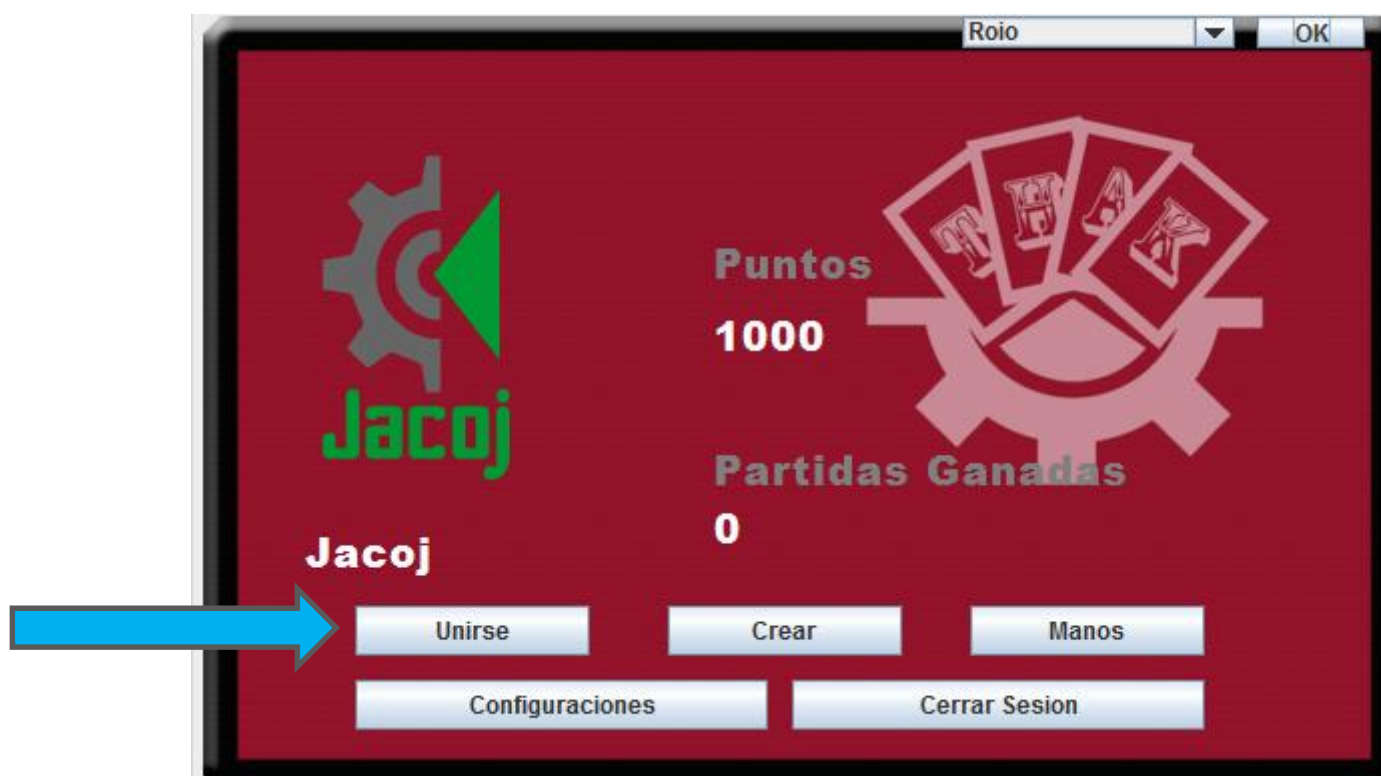 Roio OK
T H A K
Puntos
1000
Jacoj
Partidas Ganadas
0
Jacoj
Unirse Crear Manos
Configuraciones Cerrar Sesion